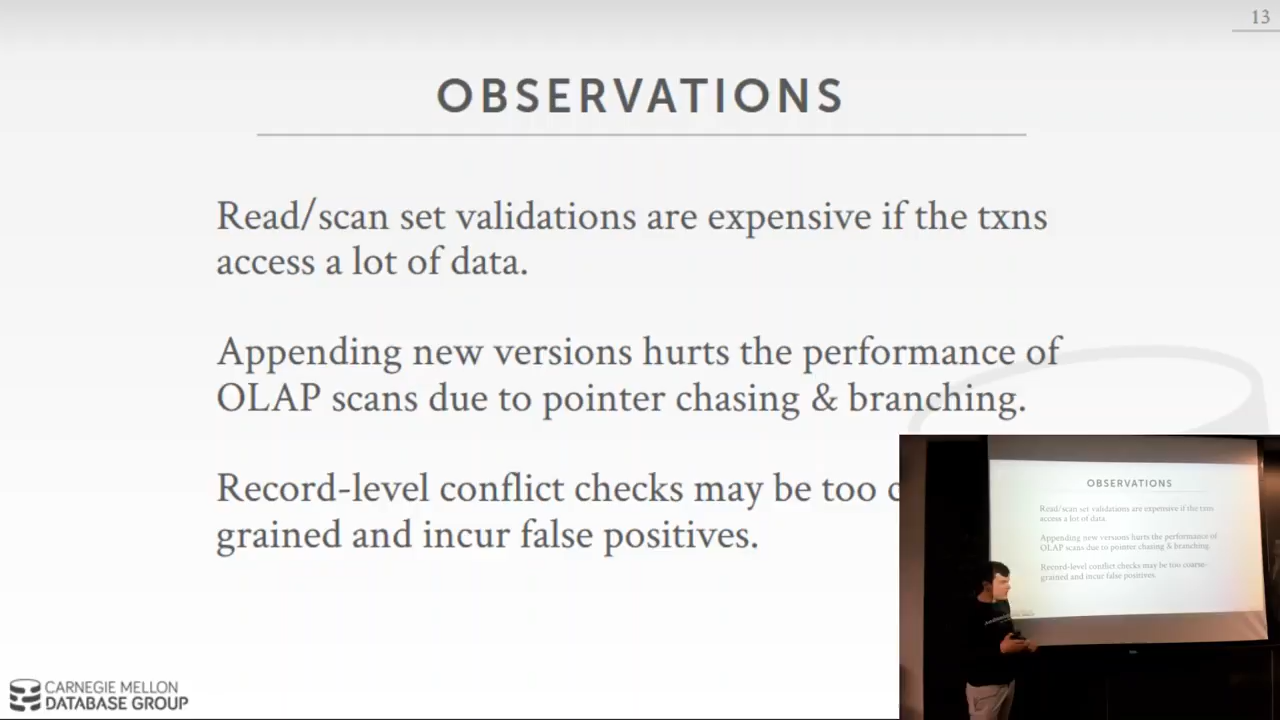 13
OBSERVATIONS
Read/scan set validations are expensive if the txns
access a lot of data.
Appending new versions hurts the performance of
OLAP scans due to pointer chasing & branching.
Record-level conflict checks may be too c
grained and incur false positives.
OBSERVATIONS
Read/scan set validations are expensive if the txns
access a lot of data.
Appending new versions hurts the performance of
OLAP scans due to pointer chasing & branching.
Record-level conflict checks may be too coarse-
grained and incur false positives.
CARNEGIE MELLON
DATABASE GROUP